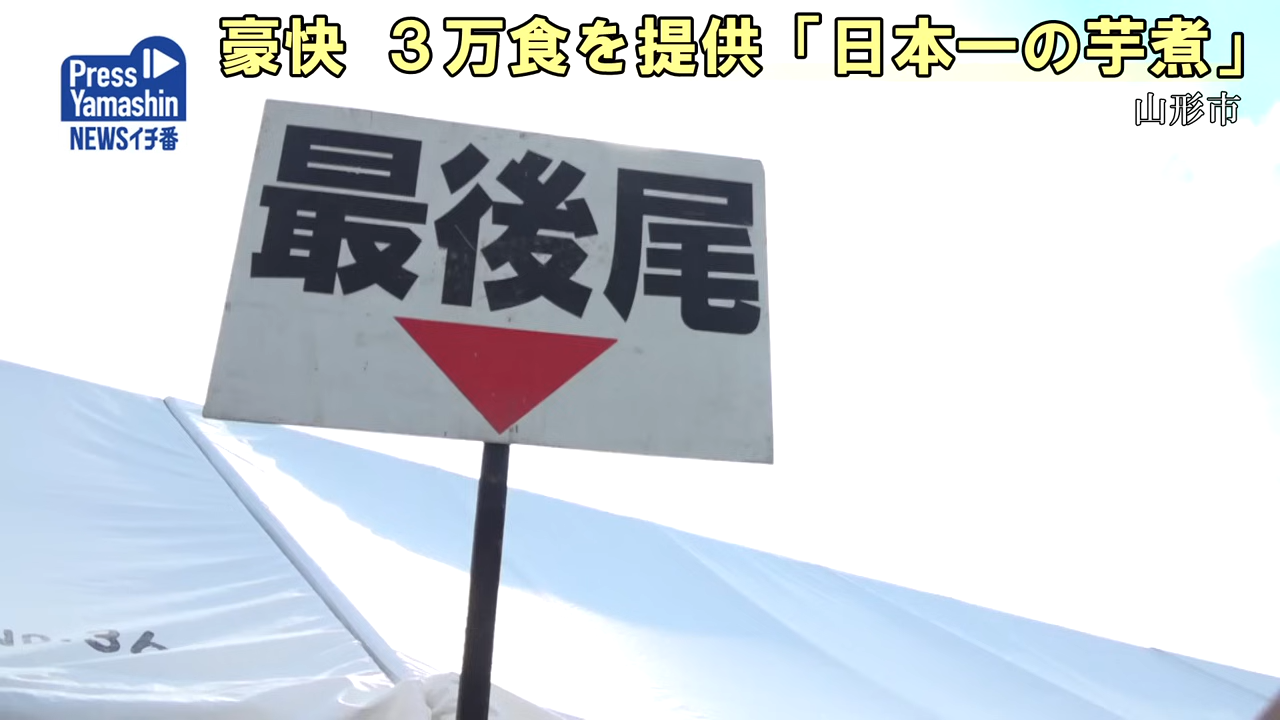 豪快　３万食を提供「日本一の芋煮」
山形市
Press
Yamashin
NEWSイチ番
最後尾